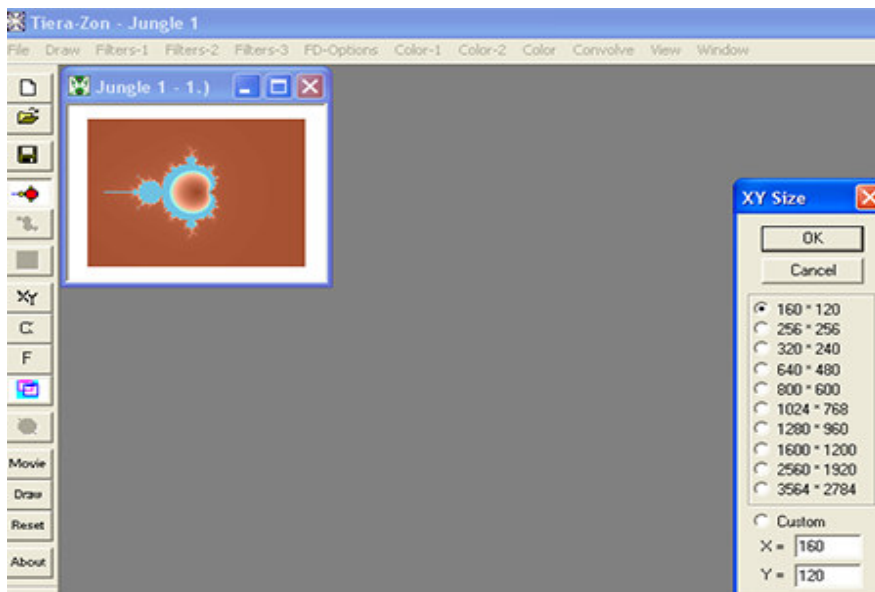 Tiera-Zon - Jungle 1
File Draw Filters-1 Filters-2 Filters-3 FD-Options Color-1 Color-2 Color Convolve View Window
Jungle 1 - 1.)
XY
C
F
Movie
Draw
Reset
About
XY Size
OK
Cancel
160 * 120
256 * 256
320 * 240
640 * 480
800 * 600
1024 * 768
1280 * 960
1600 * 1200
2560 * 1920
3564 * 2784
Custom
X = 160
Y = 120